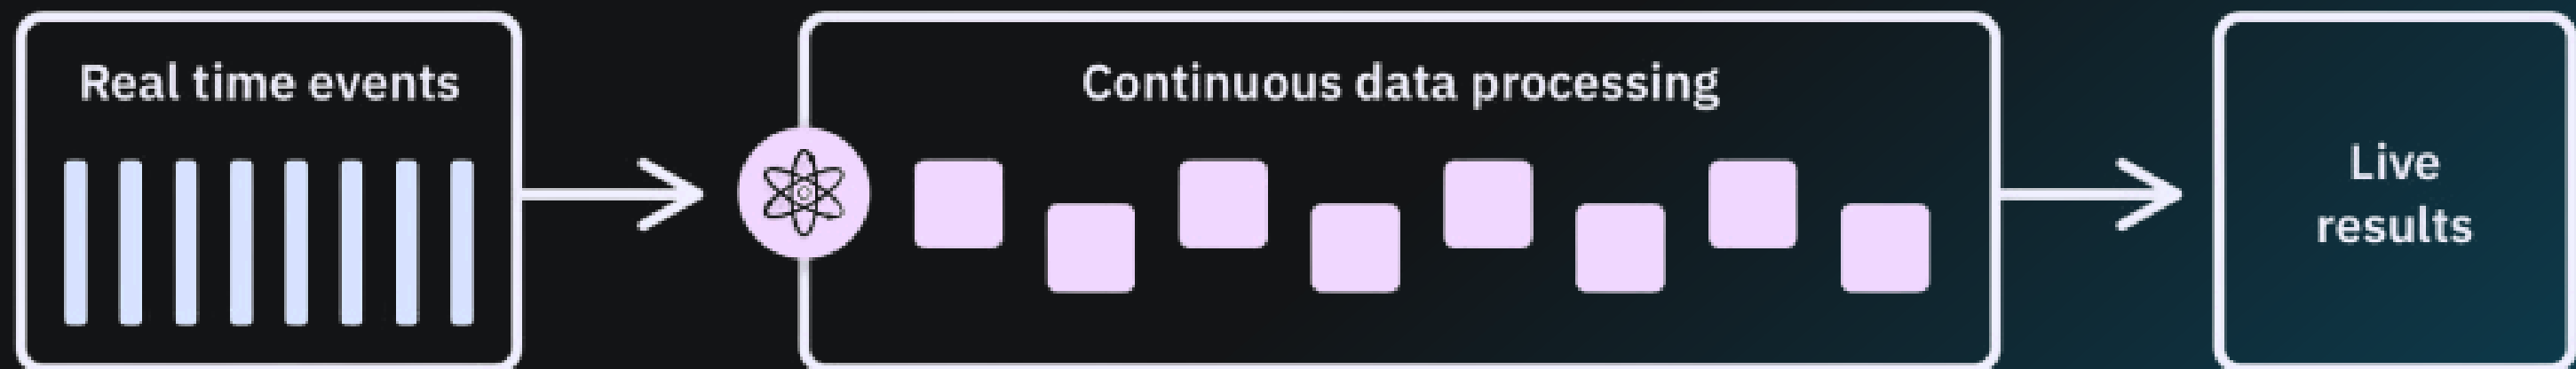 Real time events
Continuous data processing
Live
results